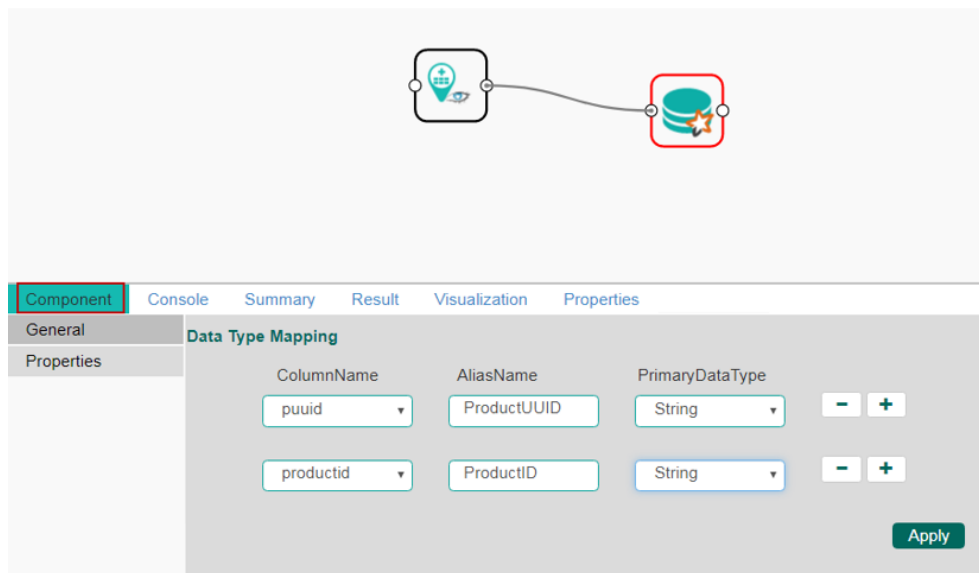 Component Console Summary Result Visualization Properties
General
Properties
Data Type Mapping
ColumnName AliasName PrimaryDataType
puuid ProductUUID String - +
productid ProductID String - +
Apply